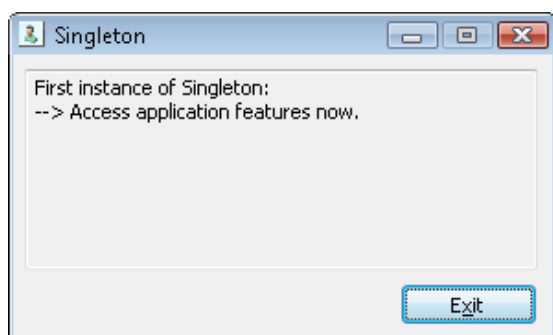 Singleton
First instance of Singleton:
--> Access application features now.
Exit